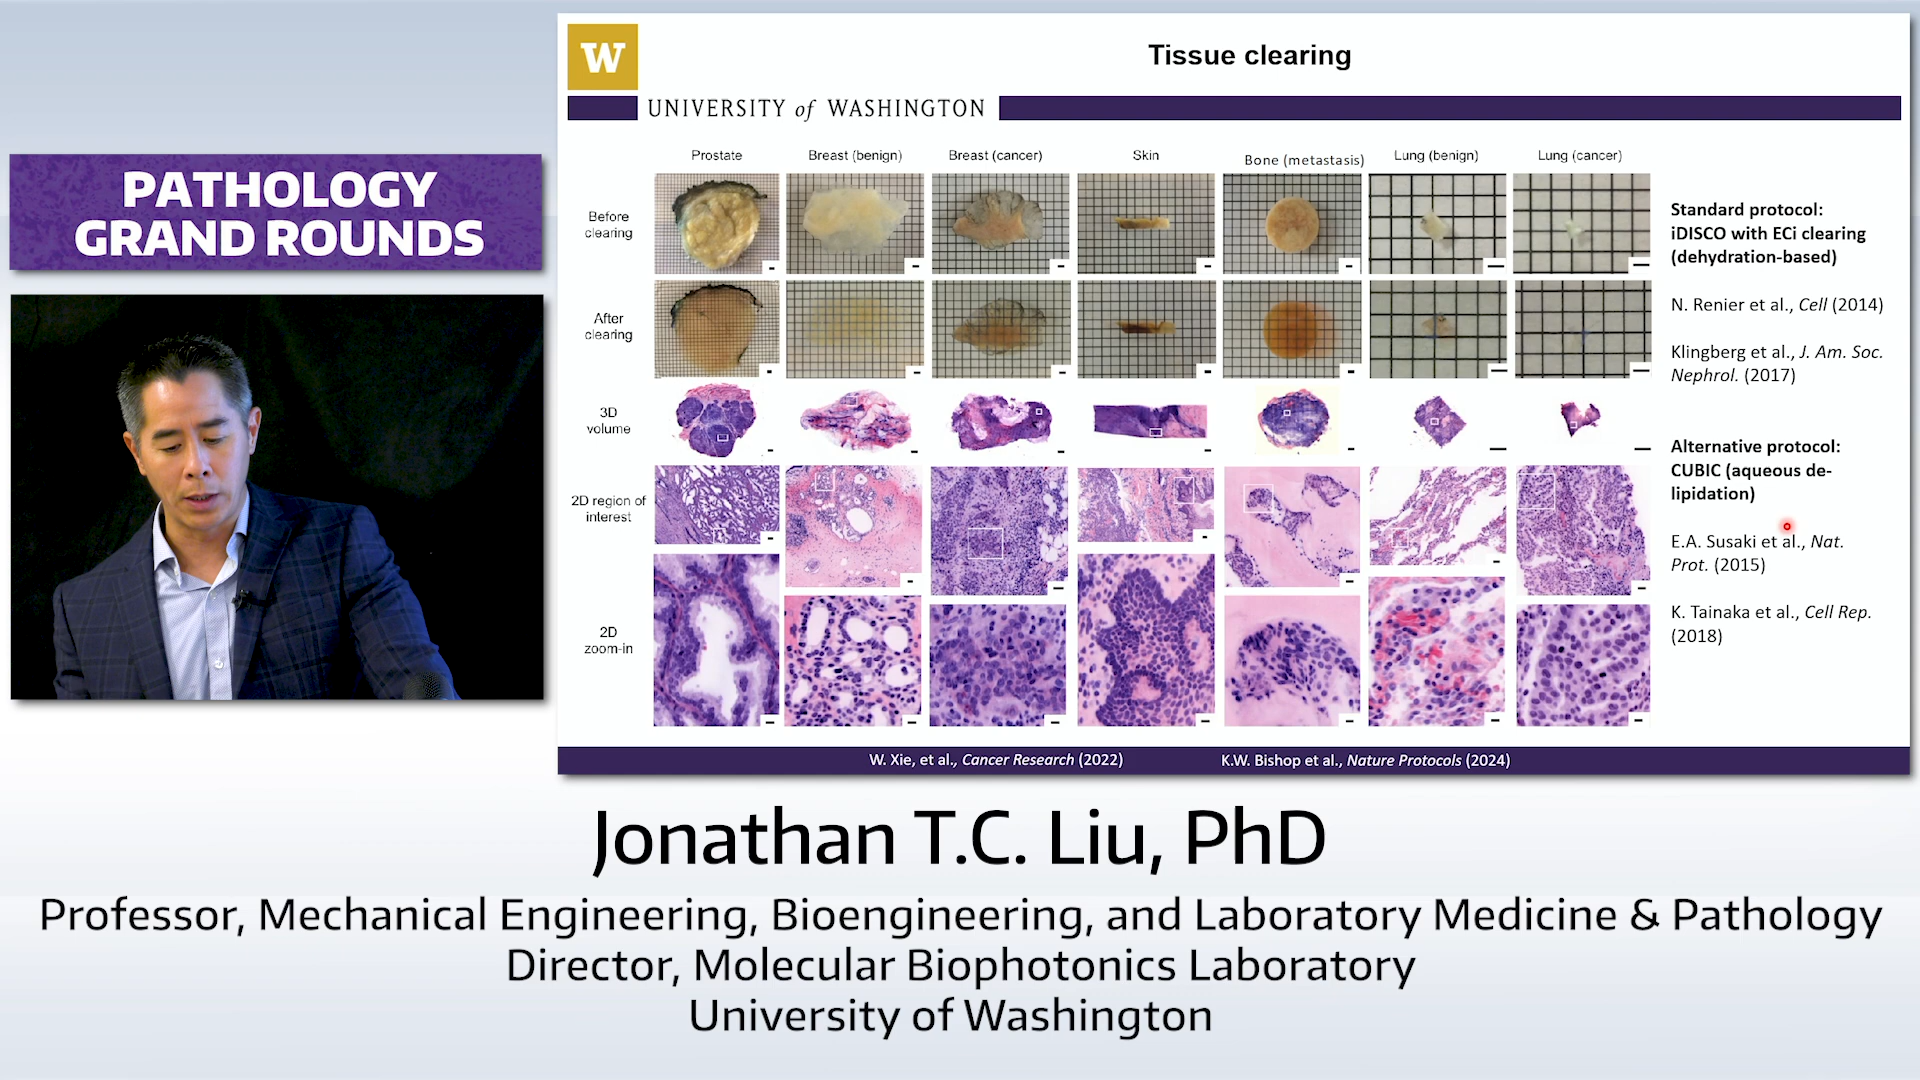 PATHOLOGY
GRAND ROUNDS
W
UNIVERSITY of WASHINGTON
Tissue clearing
Prostate
Breast (benign)
Breast (cancer)
Skin
Bone (metastasis)
Lung (benign)
Lung (cancer)
Before
clearing
After
clearing
3D
volume
2D region of
interest
2D
zoom-in
Standard protocol:
iDISCO with ECi clearing
(dehydration-based)
N. Renier et al., Cell (2014)
Klingberg et al., J. Am. Soc.
Nephrol. (2017)
Alternative protocol:
CUBIC (aqueous de-
lipidation)
E.A. Susaki et al., Nat.
Prot. (2015)
K. Tainaka et al., Cell Rep.
(2018)
W. Xie, et al., Cancer Research (2022)
K.W. Bishop et al., Nature Protocols (2024)
Jonathan T.C. Liu, PhD
Professor, Mechanical Engineering, Bioengineering, and Laboratory Medicine & Pathology
Director, Molecular Biophotonics Laboratory
University of Washington